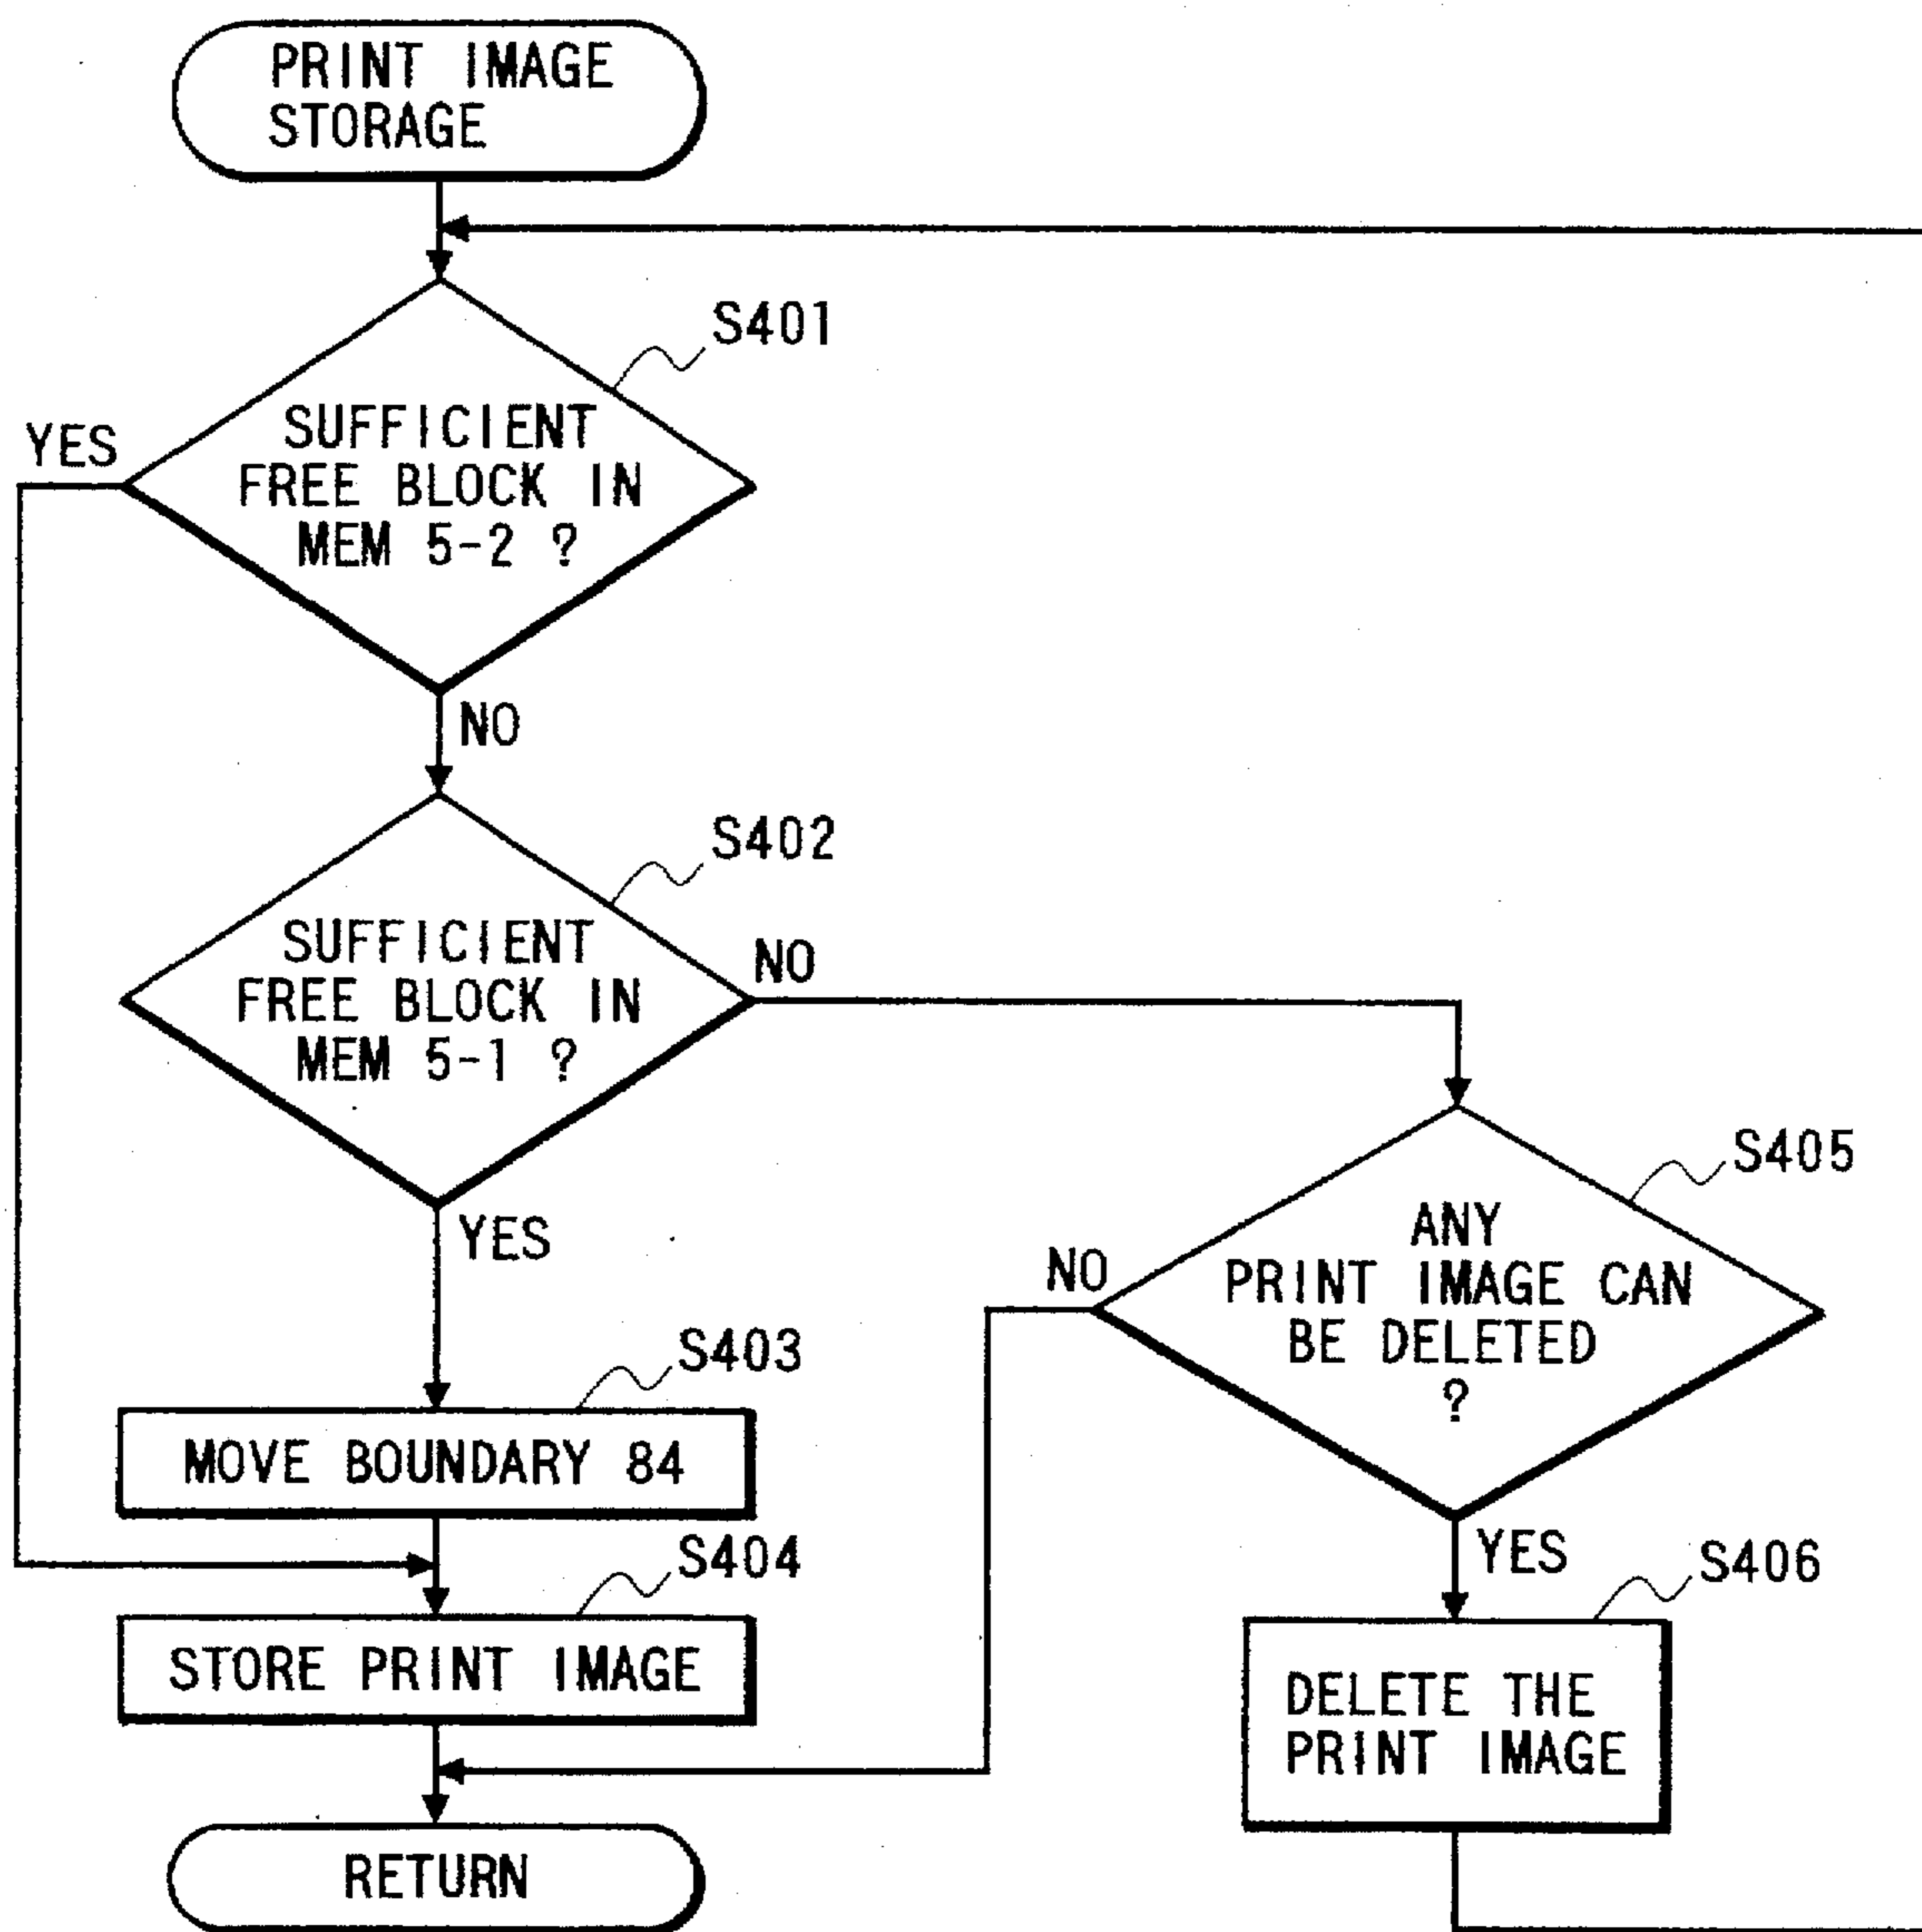 PRINT IMAGE
STORAGE
S401
YES
SUFFICIENT
FREE BLOCK IN
MEM 5-2 ?
NO
S402
SUFFICIENT
FREE BLOCK IN
MEM 5-1 ?
NO
YES
S405
ANY
PRINT IMAGE CAN
BE DELETED
?
NO
YES
S403
MOVE BOUNDARY 84
S404
STORE PRINT IMAGE
S406
DELETE THE
PRINT IMAGE
RETURN